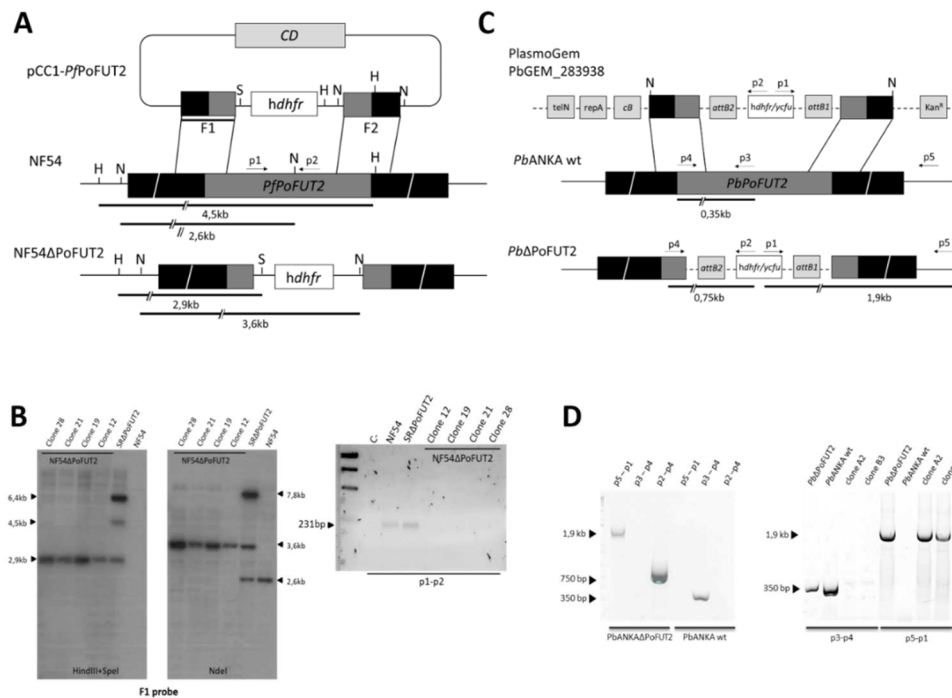 A
CD
pCC1-PfPoFUT2
S
H
N
H
N
hdhfr
F1
F2
NF54
H
N
p1
N
p2
H
PfPoFUT2
4,5kb
2,6kb
NF54ΔPoFUT2
H
N
S
N
hdhfr
2,9kb
3,6kb
C
PlasmoGem
PbGEM_283938
N
p2
p1
N
telN
repA
cB
attB2
hdhfr/ycfu
attB1
Kanᴿ
PbANKA wt
p4
p3
p5
PbPoFUT2
0,35kb
PbΔPoFUT2
p4
p2
p1
p5
attB2
hdhfr/ycfu
attB1
0,75kb
1,9kb
B
Clone 28
Clone 21
Clone 19
Clone 12
SRΔPoFUT2
NF54
NF54ΔPoFUT2
6,4kb
4,5kb
2,9kb
HindIII+SpeI
Clone 28
Clone 21
Clone 19
Clone 12
SRΔPoFUT2
NF54
NF54ΔPoFUT2
7,8kb
3,6kb
2,6kb
NdeI
F1 probe
C-
NF54
SRΔPoFUT2
Clone 12
Clone 19
Clone 21
Clone 28
NF54ΔPoFUT2
231bp
p1-p2
D
p5–p1
p3–p4
p2–p4
p5–p1
p3–p4
p2–p4
1,9 kb
750 bp
350 bp
PbANKAΔPoFUT2
PbANKA wt
PbΔPoFUT2
PbANKA wt
clone A2
clone B3
PbΔPoFUT2
PbANKA wt
clone A2
clone
1,9 kb
350 bp
p3-p4
p5-p1